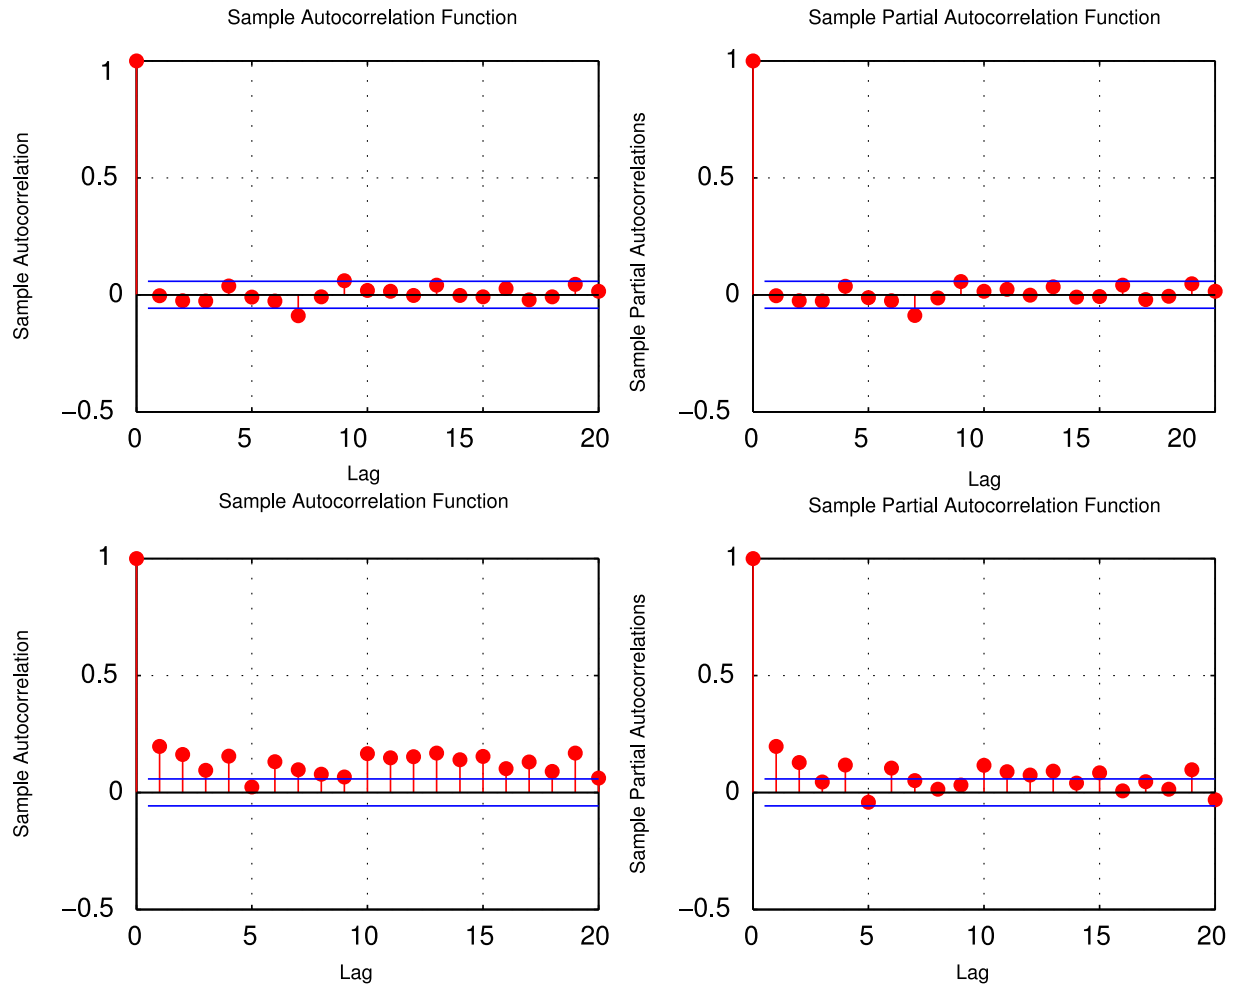 Sample Autocorrelation Function
Sample Autocorrelation
1
0.5
0
−0.5
0 5 10 15 20
Lag
Sample Partial Autocorrelation Function
Sample Partial Autocorrelations
1
0.5
0
−0.5
0 5 10 15 20
Lag
Sample Autocorrelation Function
Sample Autocorrelation
1
0.5
0
−0.5
0 5 10 15 20
Lag
Sample Partial Autocorrelation Function
Sample Partial Autocorrelations
1
0.5
0
−0.5
0 5 10 15 20
Lag